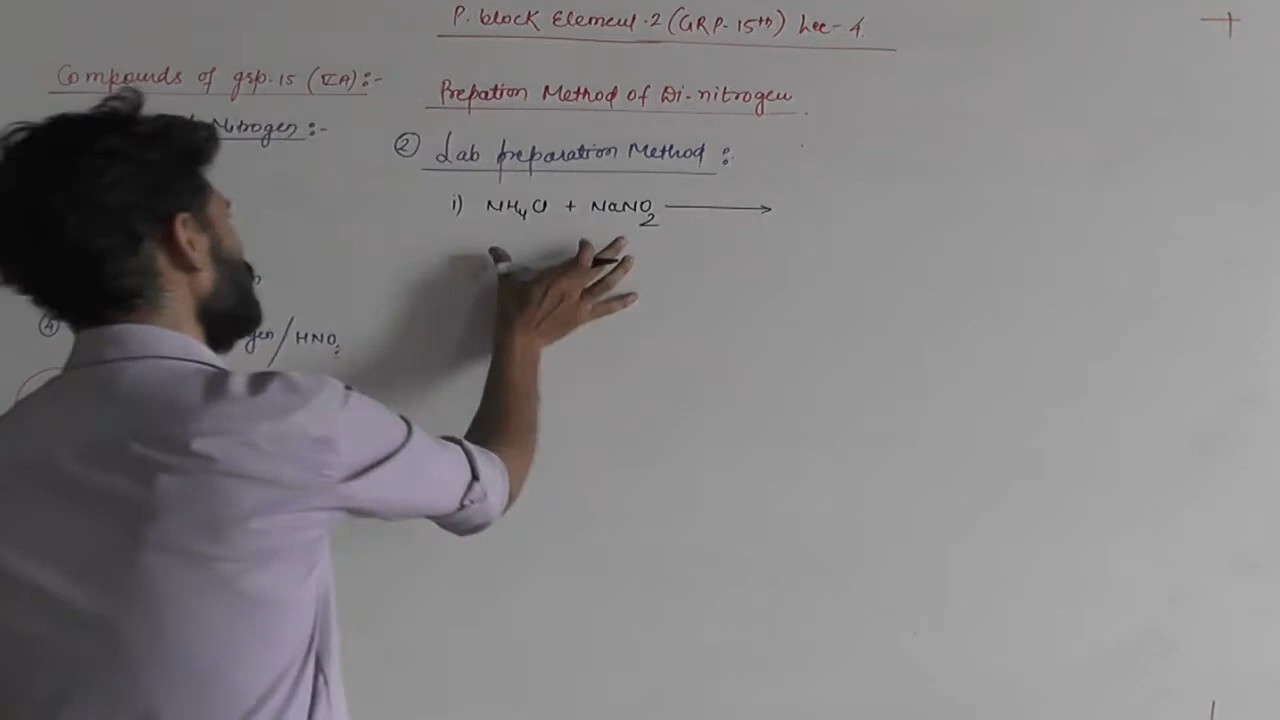 P. block Element-2 (GRP-15th) Lec-4.
Compounds of grp.15 (VA):-
Nitrogen:-
④
gen/HNO3
Prepation Method of Di-nitrogen
② Lab preparation Method :
i) NH4Cl + NaNO2 ⟶